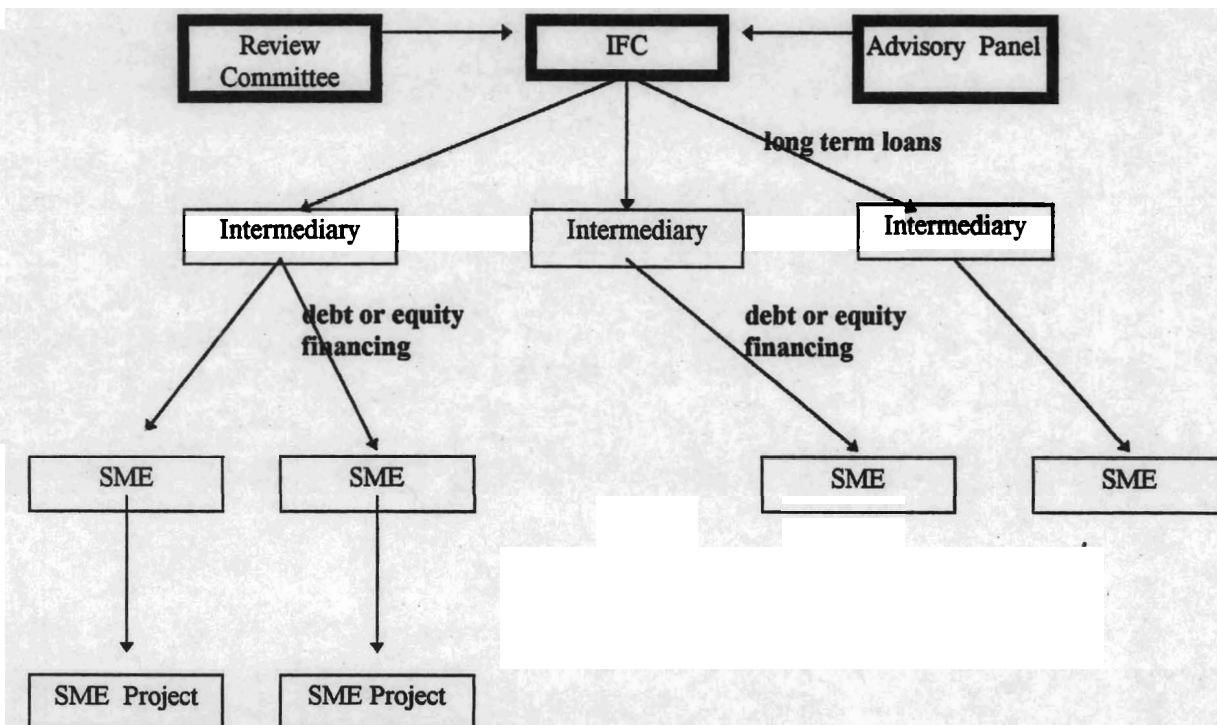 Review
Committee
IFC
Advisory Panel
long term loans
Intermediary
Intermediary
Intermediary
debt or equity
financing
debt or equity
financing
SME
SME
SME
SME
SME Project
SME Project